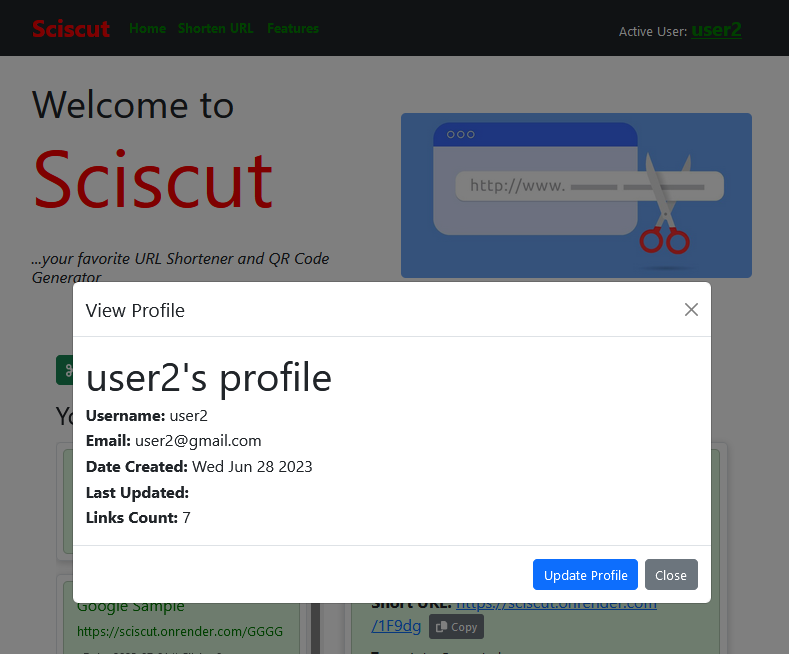 Sciscut Home Shorten URL Features Active User: user2
Welcome to
Sciscut
...your favorite URL Shortener and QR Code
Generator
http://www.
View Profile
user2's profile
Username: user2
Email: user2@gmail.com
Date Created: Wed Jun 28 2023
Last Updated:
Links Count: 7
Update Profile Close
Google Sample
https://sciscut.onrender.com/GGGG
Short URL: https://sciscut.onrender.com
/1F9dg Copy